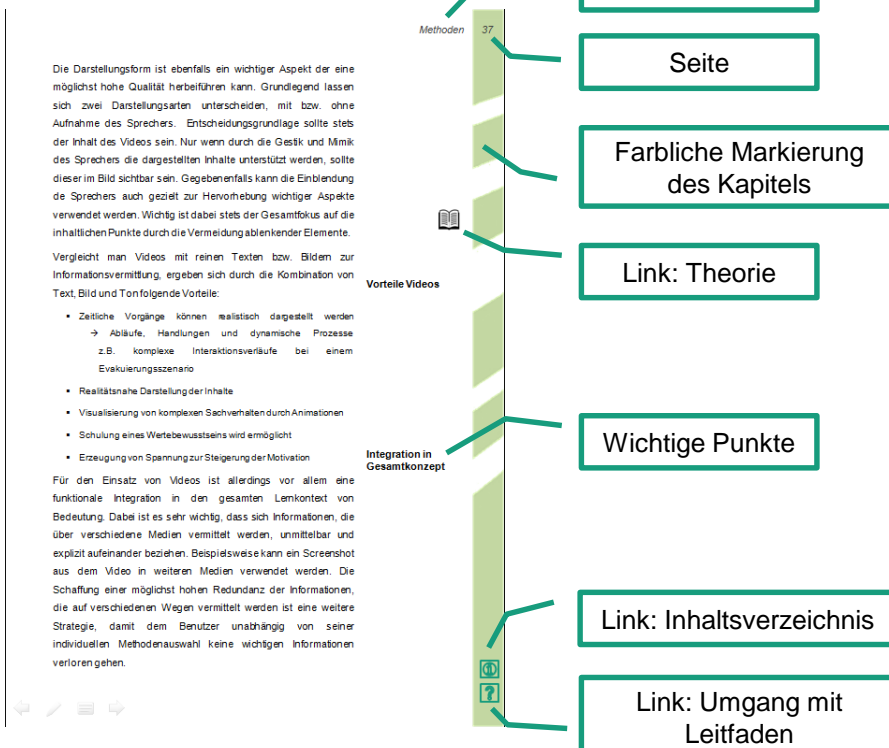 Methoden 37
Die Darstellungsform ist ebenfalls ein wichtiger Aspekt der eine
möglichst hohe Qualität herbeiführen kann. Grundlegend lassen
sich zwei Darstellungsarten unterscheiden, mit bzw. ohne
Aufnahme des Sprechers. Entscheidungsgrundlage sollte stets
der Inhalt des Videos sein. Nur wenn durch die Gestik und Mimik
des Sprechers die dargestellten Inhalte unterstützt werden, sollte
dieser im Bild sichtbar sein. Gegebenenfalls kann die Einblendung
de Sprechers auch gezielt zur Hervorhebung wichtiger Aspekte
verwendet werden. Wichtig ist dabei stets der Gesamtfokus auf die
inhaltlichen Punkte durch die Vermeidung ablenkender Elemente.
Vergleicht man Videos mit reinen Texten bzw. Bildern zur
Informationsvermittlung, ergeben sich durch die Kombination von
Text, Bild und Ton folgende Vorteile:
Vorteile Videos
▪ Zeitliche Vorgänge können realistisch dargestellt werden
→ Abläufe, Handlungen und dynamische Prozesse
z.B. komplexe Interaktionsverläufe bei einem
Evakuierungsszenario
▪ Realitätsnahe Darstellung der Inhalte
▪ Visualisierung von komplexen Sachverhalten durch Animationen
▪ Schulung eines Wertebewusstseins wird ermöglicht
▪ Erzeugung von Spannung zur Steigerung der Motivation
Integration in
Gesamtkonzept
Für den Einsatz von Videos ist allerdings vor allem eine
funktionale Integration in den gesamten Lernkontext von
Bedeutung. Dabei ist es sehr wichtig, dass sich Informationen, die
über verschiedene Medien vermittelt werden, unmittelbar und
explizit aufeinander beziehen. Beispielsweise kann ein Screenshot
aus dem Video in weiteren Medien verwendet werden. Die
Schaffung einer möglichst hohen Redundanz der Informationen,
die auf verschiedenen Wegen vermittelt werden ist eine weitere
Strategie, damit dem Benutzer unabhängig von seiner
individuellen Methodenauswahl keine wichtigen Informationen
verloren gehen.
?
Seite
Farbliche Markierung
des Kapitels
Link: Theorie
Wichtige Punkte
Link: Inhaltsverzeichnis
Link: Umgang mit
Leitfaden